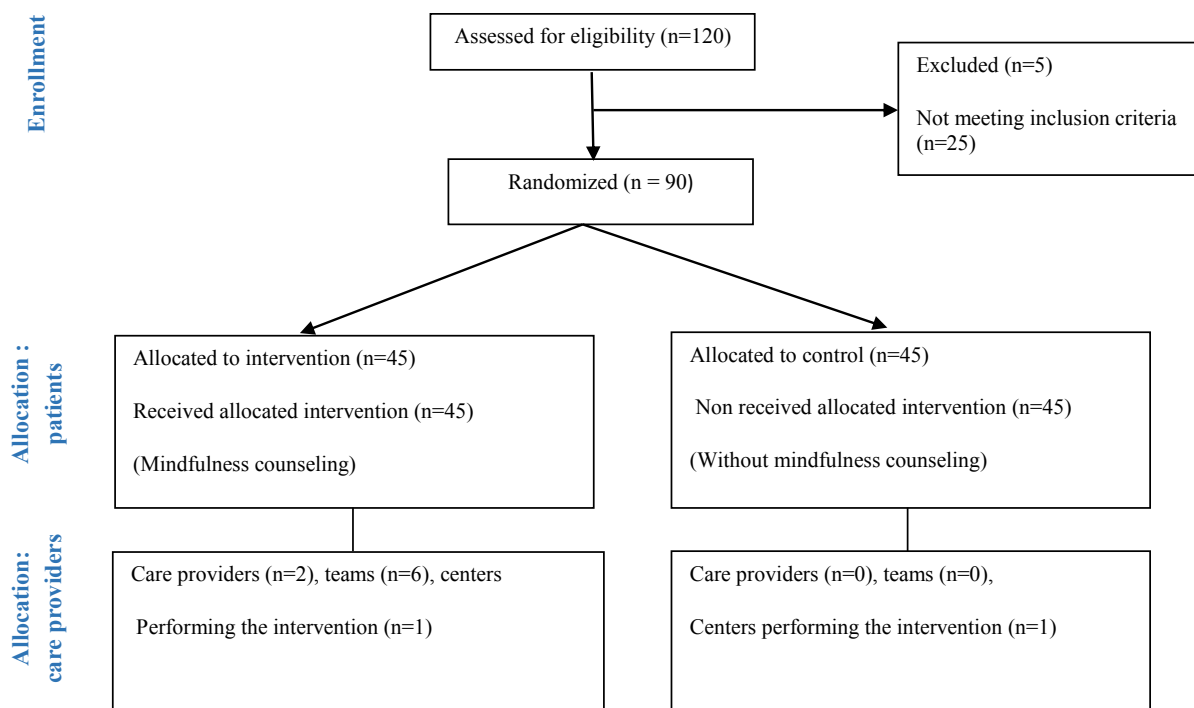 Enrollment
Assessed for eligibility (n=120)
Excluded (n=5)
Not meeting inclusion criteria
(n=25)
Randomized (n = 90)
Allocation :
patients
Allocated to intervention (n=45)
Received allocated intervention (n=45)
(Mindfulness counseling)
Allocated to control (n=45)
Non received allocated intervention (n=45)
(Without mindfulness counseling)
Allocation:
care providers
Care providers (n=2), teams (n=6), centers
Performing the intervention (n=1)
Care providers (n=0), teams (n=0),
Centers performing the intervention (n=1)